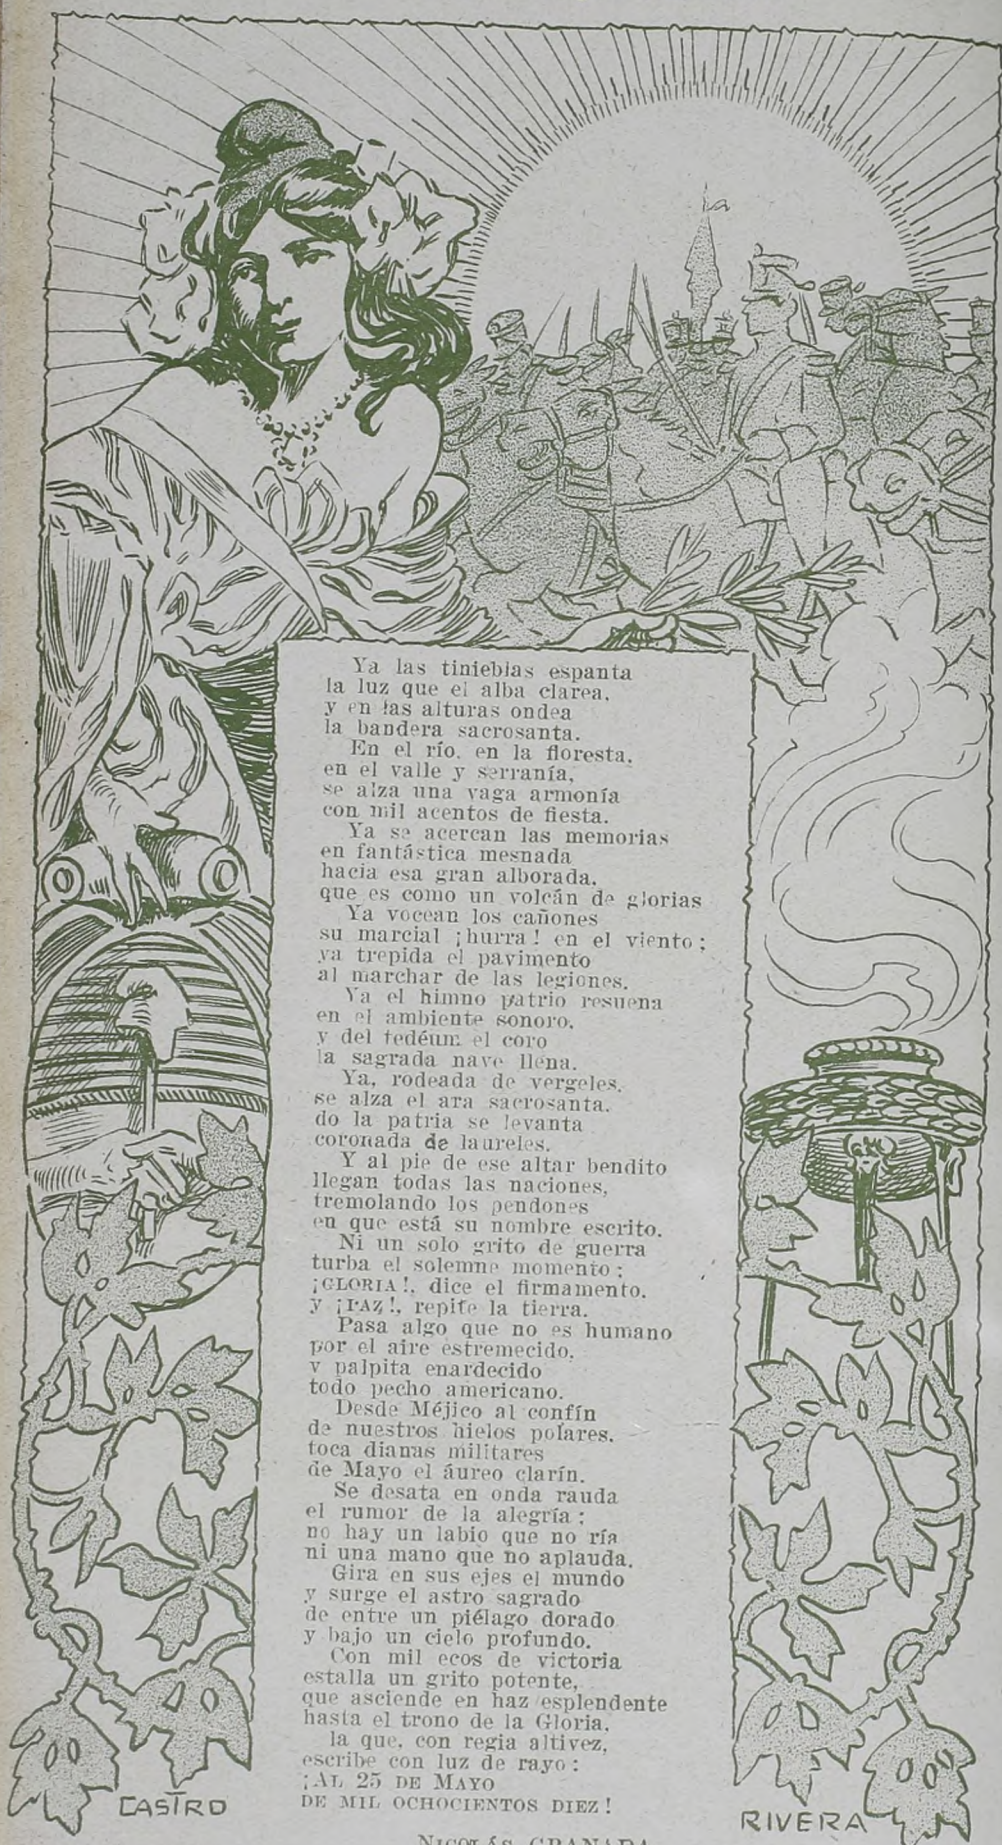 Ya las tinieblas espanta
la luz que el alba clarea,
y en las alturas ondea
la bandera sacrosanta.
En el río, en la floresta,
en el valle y serranía,
se alza una vaga armonía
con mil acentos de fiesta.
Ya se acercan las memorias
en fantástica mesnada
hacia esa gran alborada,
que es como un volcán de glorias
Ya vocean los cañones
su marcial ¡hurra! en el viento;
ya trepida el pavimento
al marchar de las legiones.
Ya el himno patrio resuena
en el ambiente sonoro,
y del tedéum el coro
la sagrada nave llena.
Ya, rodeada de vergeles,
se alza el ara sacrosanta,
do la patria se levanta
coronada de laureles.
Y al pie de ese altar bendito
llegan todas las naciones,
tremolando los pendones
en que está su nombre escrito.
Ni un solo grito de guerra
turba el solemne momento;
¡GLORIA!, dice el firmamento,
y ¡PAZ!, repite la tierra.
Pasa algo que no es humano
por el aire estremecido,
y palpita enardecido
todo pecho americano.
Desde Méjico al confín
de nuestros hielos polares,
toca dianas militares
de Mayo el áureo clarín.
Se desata en onda rauda
el rumor de la alegría;
no hay un labio que no ría
ni una mano que no aplauda.
Gira en sus ejes el mundo
y surge el astro sagrado
de entre un piélago dorado
y bajo un cielo profundo.
Con mil ecos de victoria
estalla un grito potente,
que asciende en haz esplendente
hasta el trono de la Gloria,
la que, con regia altivez,
escribe con luz de rayo:
¡AL 25 DE MAYO
DE MIL OCHOCIENTOS DIEZ!
NICOLÁS GRANADA
CASTRO
RIVERA